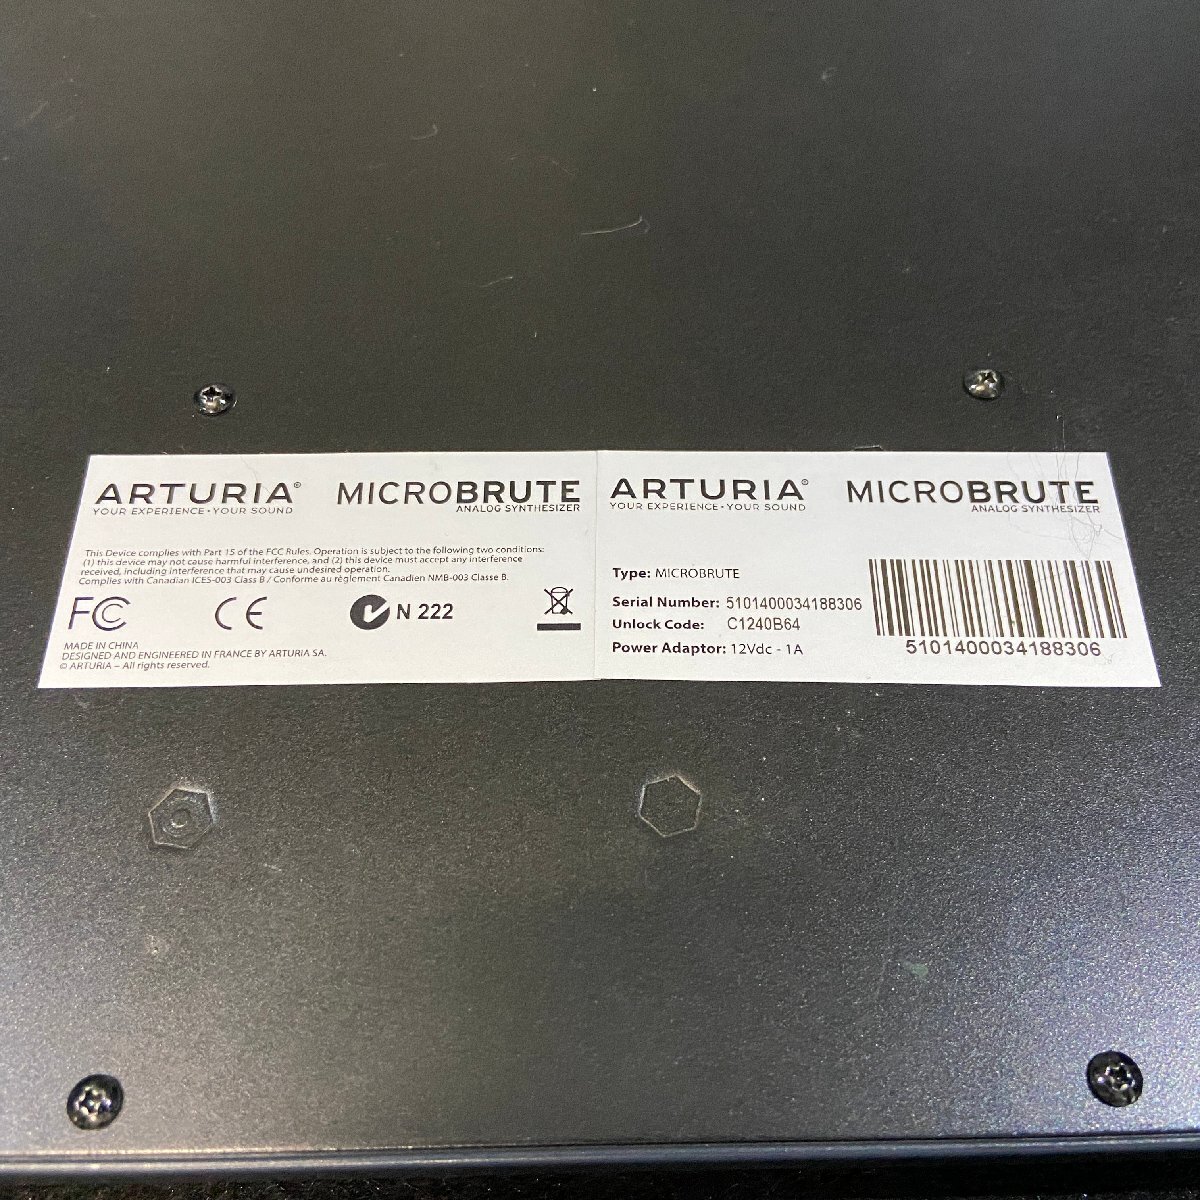 ARTURIA®
YOUR EXPERIENCE • YOUR SOUND
MICROBRUTE
ANALOG SYNTHESIZER
This Device complies with Part 15 of the FCC Rules. Operation is subject to the following two conditions:
(1) this device may not cause harmful interference, and (2) this device must accept any interference
received, including interference that may cause undesired operation.
Complies with Canadian ICES-003 Class B / Conforme au règlement Canadien NMB-003 Classe B.
FC CE N 222
MADE IN CHINA
DESIGNED AND ENGINEERED IN FRANCE BY ARTURIA SA.
© ARTURIA – All rights reserved.
ARTURIA®
YOUR EXPERIENCE • YOUR SOUND
MICROBRUTE
ANALOG SYNTHESIZER
Type: MICROBRUTE
Serial Number: 5101400034188306
Unlock Code: C1240B64
Power Adaptor: 12Vdc - 1A
5101400034188306